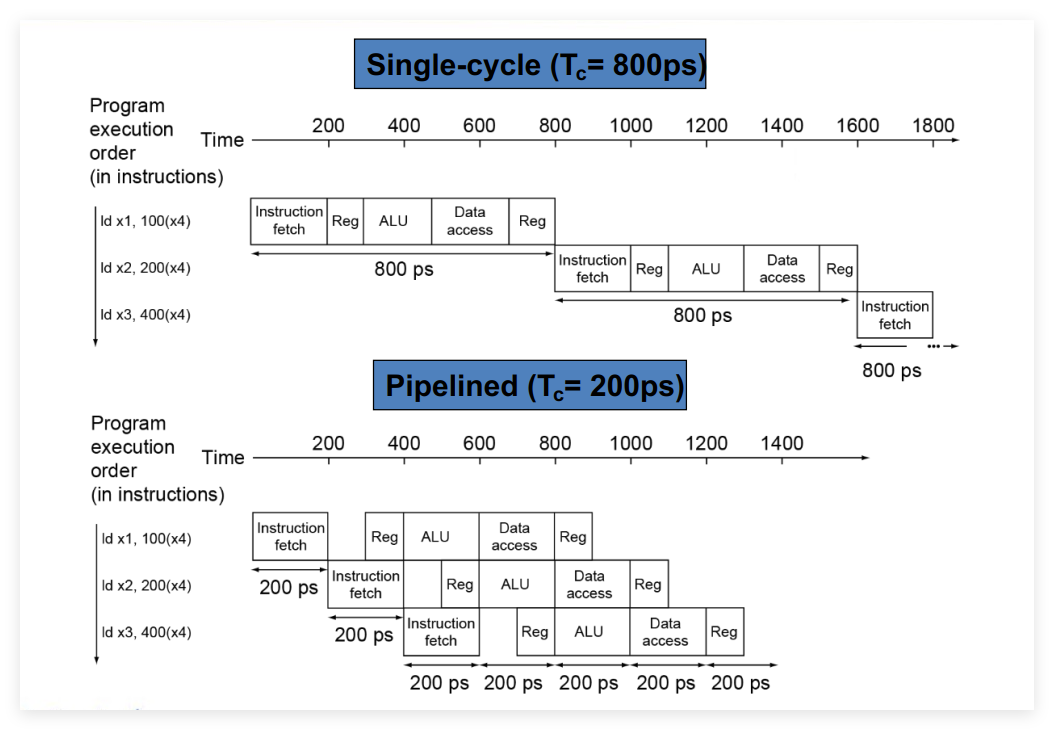 Single-cycle (Tc= 800ps)
Program
execution
order
(in instructions)
Time
200 400 600 800 1000 1200 1400 1600 1800
ld x1, 100(x4)
Instruction
fetch
Reg
ALU
Data
access
Reg
800 ps
ld x2, 200(x4)
Instruction
fetch
Reg
ALU
Data
access
Reg
800 ps
ld x3, 400(x4)
Instruction
fetch
...
800 ps
Pipelined (Tc= 200ps)
Program
execution
order
(in instructions)
Time
200 400 600 800 1000 1200 1400
ld x1, 100(x4)
Instruction
fetch
Reg
ALU
Data
access
Reg
200 ps
ld x2, 200(x4)
Instruction
fetch
Reg
ALU
Data
access
Reg
200 ps
ld x3, 400(x4)
Instruction
fetch
Reg
ALU
Data
access
Reg
200 ps 200 ps 200 ps 200 ps 200 ps